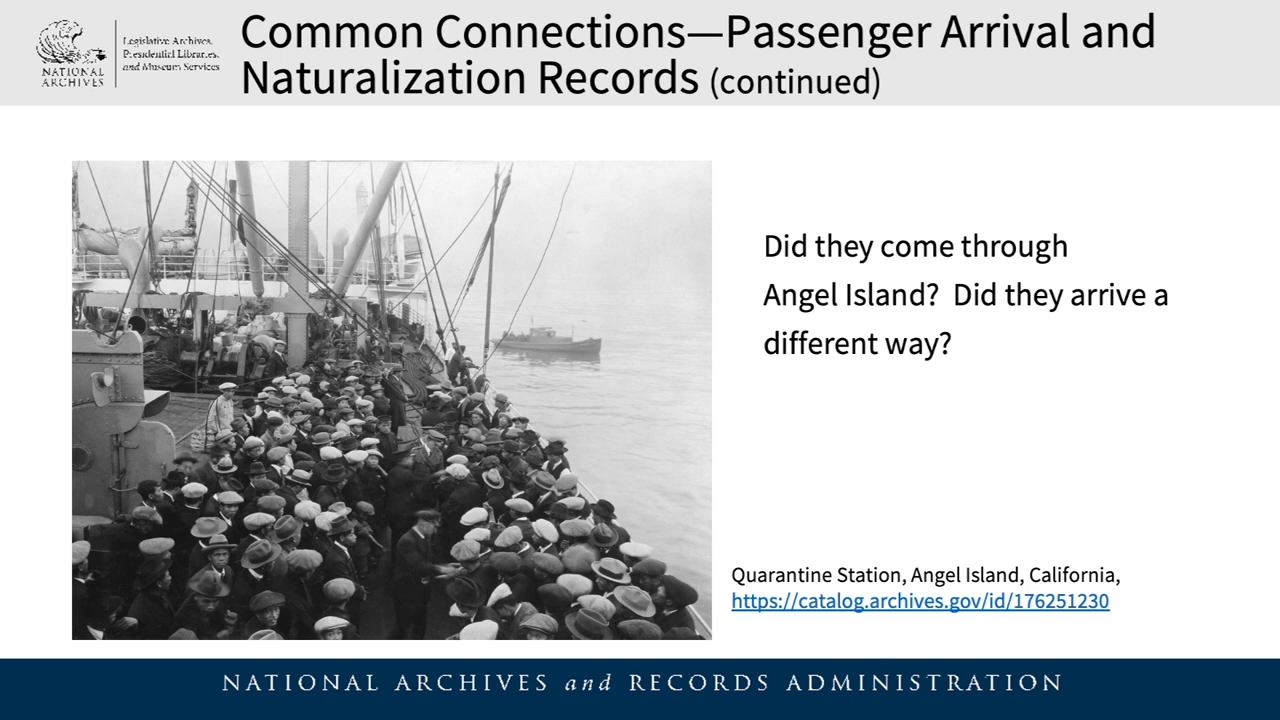 NATIONAL
ARCHIVES
Legislative Archives,
Presidential Libraries,
and Museum Services
Common Connections—Passenger Arrival and
Naturalization Records (continued)
Did they come through
Angel Island?  Did they arrive a
different way?
Quarantine Station, Angel Island, California,
https://catalog.archives.gov/id/176251230
NATIONAL ARCHIVES and RECORDS ADMINISTRATION